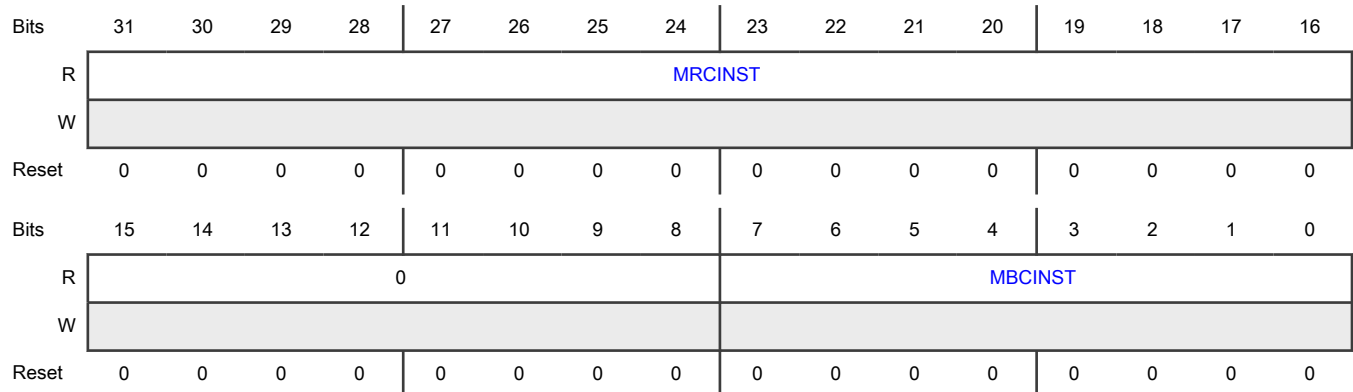 Bits 31 30 29 28 27 26 25 24 23 22 21 20 19 18 17 16
R MRCINST
W
Reset 0 0 0 0 0 0 0 0 0 0 0 0 0 0 0 0
Bits 15 14 13 12 11 10 9 8 7 6 5 4 3 2 1 0
R 0 MBCINST
W
Reset 0 0 0 0 0 0 0 0 0 0 0 0 0 0 0 0